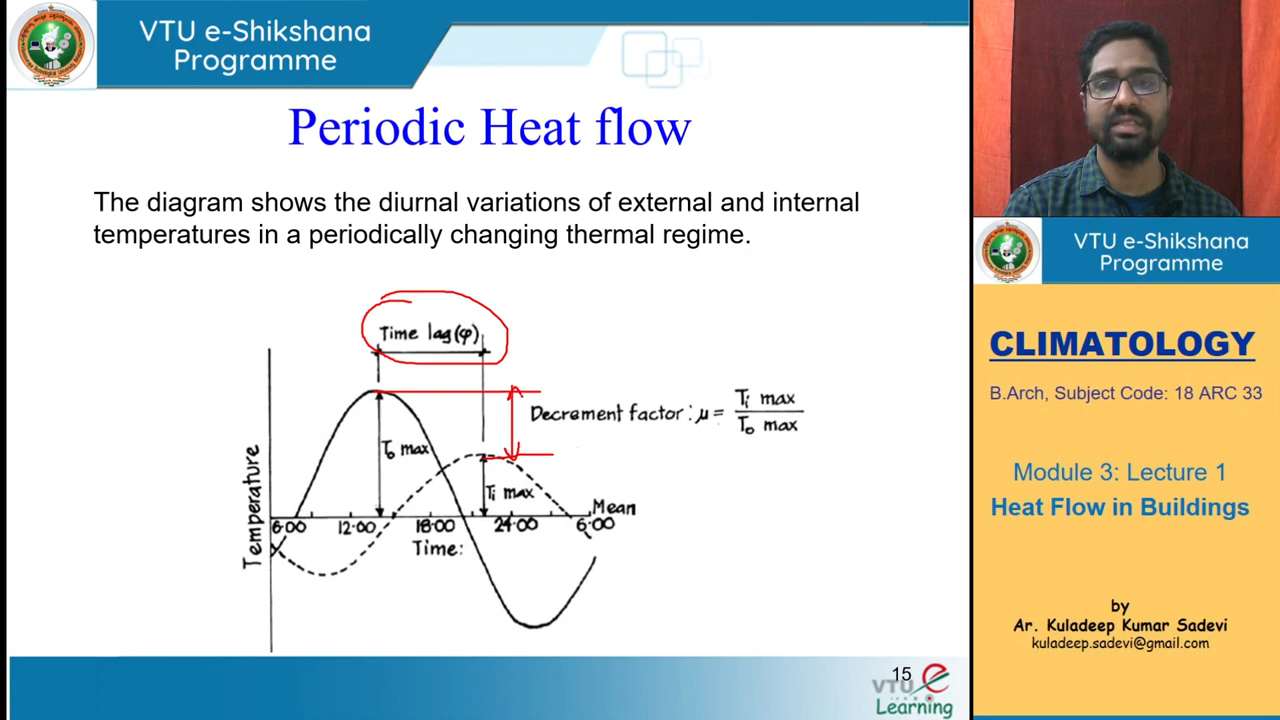 VTU e-Shikshana
Programme
Periodic Heat flow
The diagram shows the diurnal variations of external and internal
temperatures in a periodically changing thermal regime.
Time lag (φ)
Decrement factor : μ = Ti max
To max
To max
Ti max
Temperature
Mean
6:00 12:00 18:00 24:00 6:00
Time:
15
VTU e
Learning
VTU e-Shikshana
Programme
CLIMATOLOGY
B.Arch, Subject Code: 18 ARC 33
Module 3: Lecture 1
Heat Flow in Buildings
by
Ar. Kuladeep Kumar Sadevi
kuladeep.sadevi@gmail.com